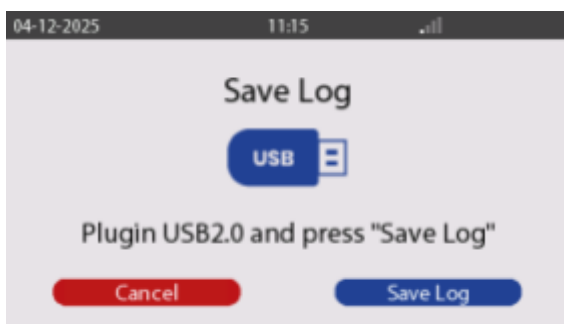 04-12-2025 11:15
Save Log
USB
Plugin USB2.0 and press "Save Log"
Cancel Save Log